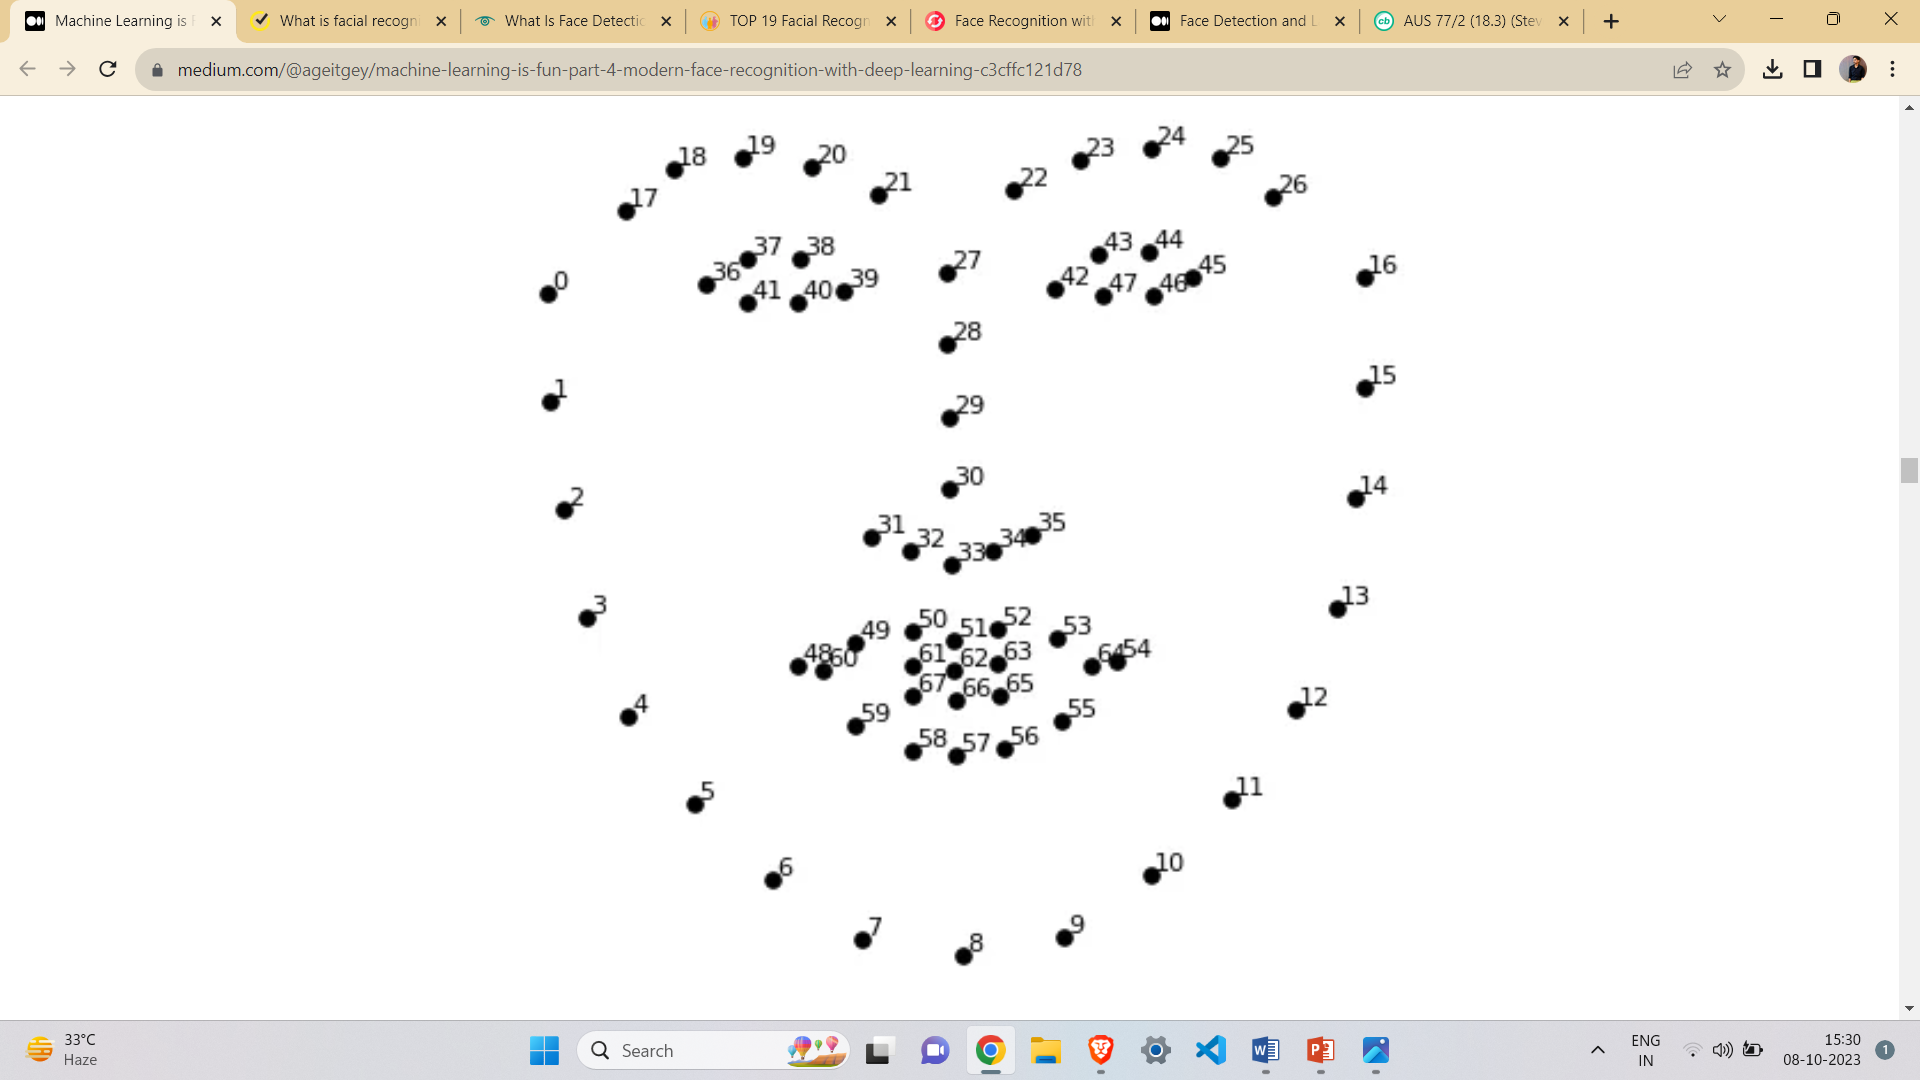 Machine Learning is F
What is facial recogni
What Is Face Detectio
TOP 19 Facial Recogn
Face Recognition wit
Face Detection and L
AUS 77/2 (18.3) (Stev
medium.com/@ageitgey/machine-learning-is-fun-part-4-modern-face-recognition-with-deep-learning-c3cffc121d78
18 19 20 23 24 25
17 21 22 26
37 38 43 44
0 36 41 40 39 27 42 47 46 45 16
28
1 29 15
2 30 14
31 32 33 34 35
3 13
49 50 51 52 53
48 60 61 62 63 64 54
67 66 65
4 59 55 12
58 57 56
5 11
6 10
7 8 9
33°C
Haze
Search
ENG
IN
15:30
08-10-2023
1